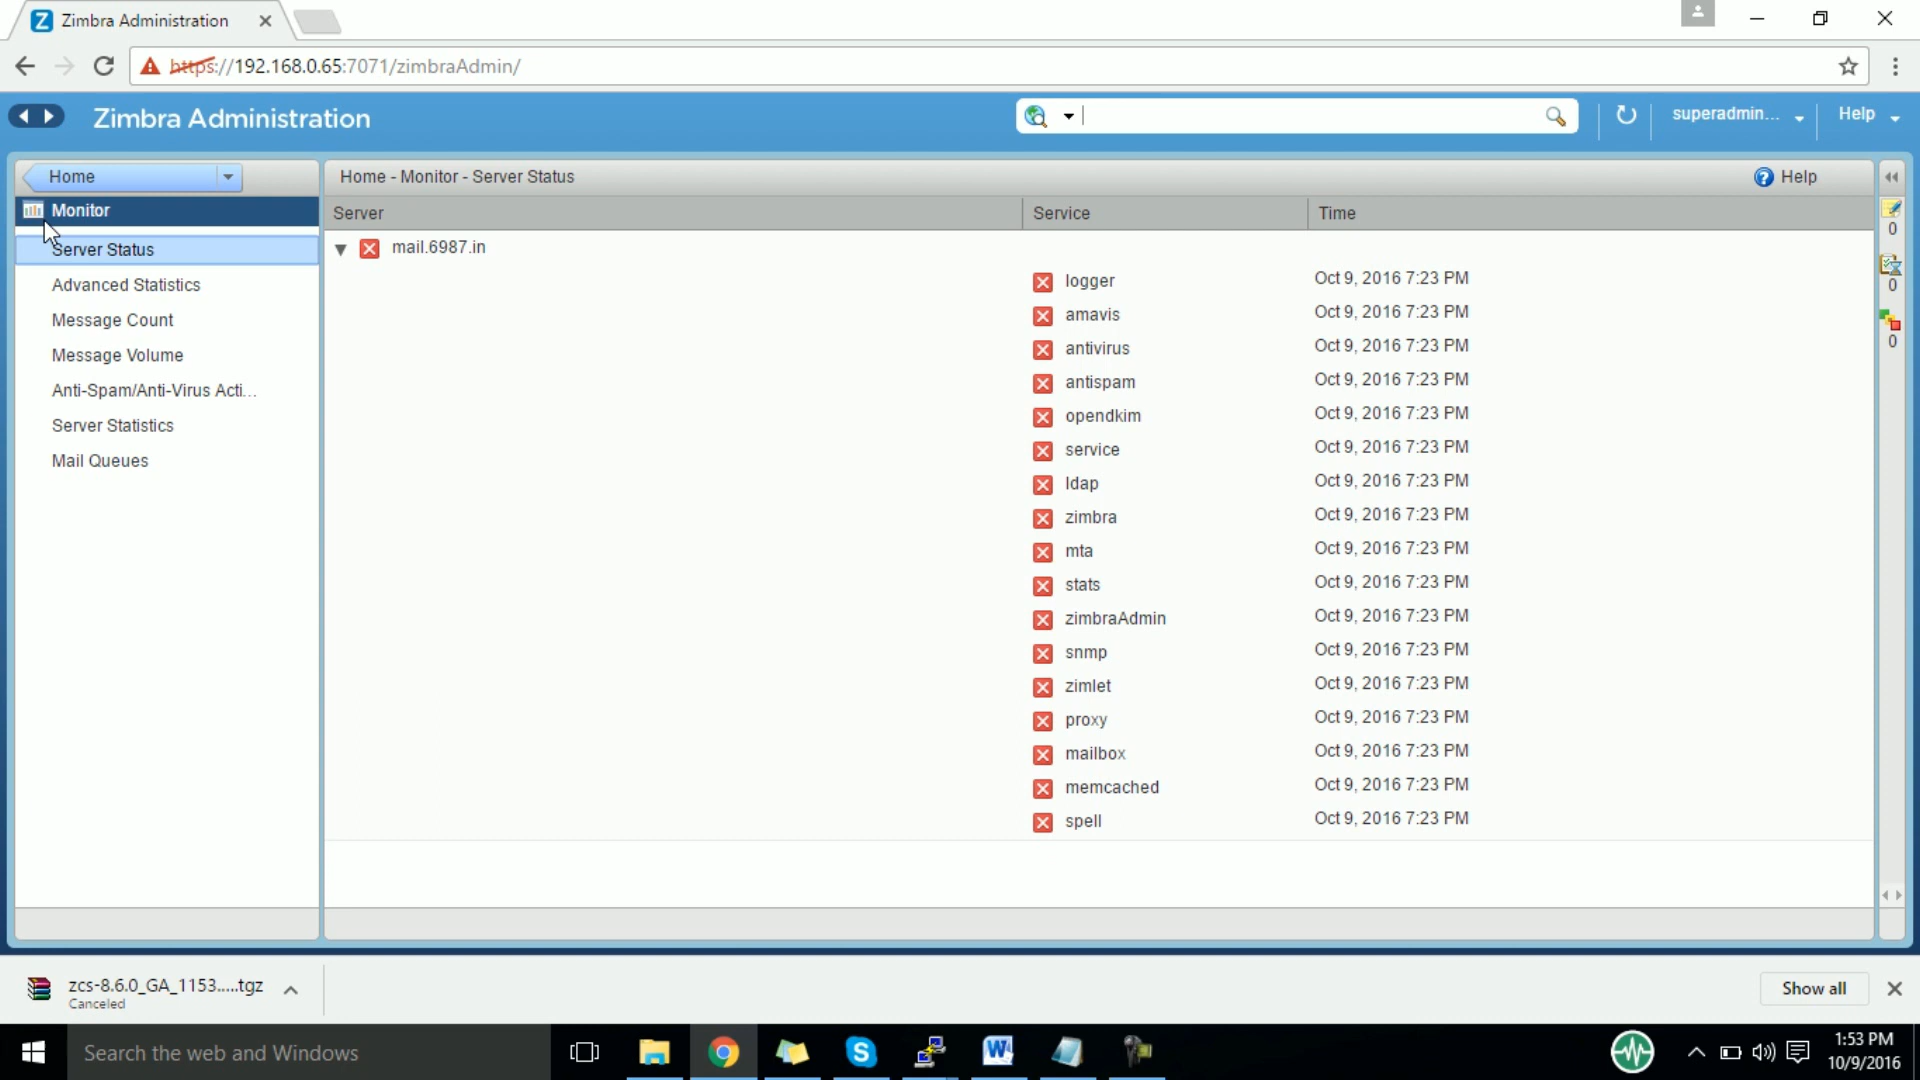 Zimbra Administration
https://192.168.0.65:7071/zimbraAdmin/
Zimbra Administration
superadmin...
Help
Home
Home - Monitor - Server Status
Help
Monitor
Server
Service
Time
Server Status
Advanced Statistics
Message Count
Message Volume
Anti-Spam/Anti-Virus Acti...
Server Statistics
Mail Queues
mail.6987.in
logger Oct 9, 2016 7:23 PM
amavis Oct 9, 2016 7:23 PM
antivirus Oct 9, 2016 7:23 PM
antispam Oct 9, 2016 7:23 PM
opendkim Oct 9, 2016 7:23 PM
service Oct 9, 2016 7:23 PM
ldap Oct 9, 2016 7:23 PM
zimbra Oct 9, 2016 7:23 PM
mta Oct 9, 2016 7:23 PM
stats Oct 9, 2016 7:23 PM
zimbraAdmin Oct 9, 2016 7:23 PM
snmp Oct 9, 2016 7:23 PM
zimlet Oct 9, 2016 7:23 PM
proxy Oct 9, 2016 7:23 PM
mailbox Oct 9, 2016 7:23 PM
memcached Oct 9, 2016 7:23 PM
spell Oct 9, 2016 7:23 PM
0
0
0
zcs-8.6.0_GA_1153.....tgz
Canceled
Show all
Search the web and Windows
1:53 PM
10/9/2016